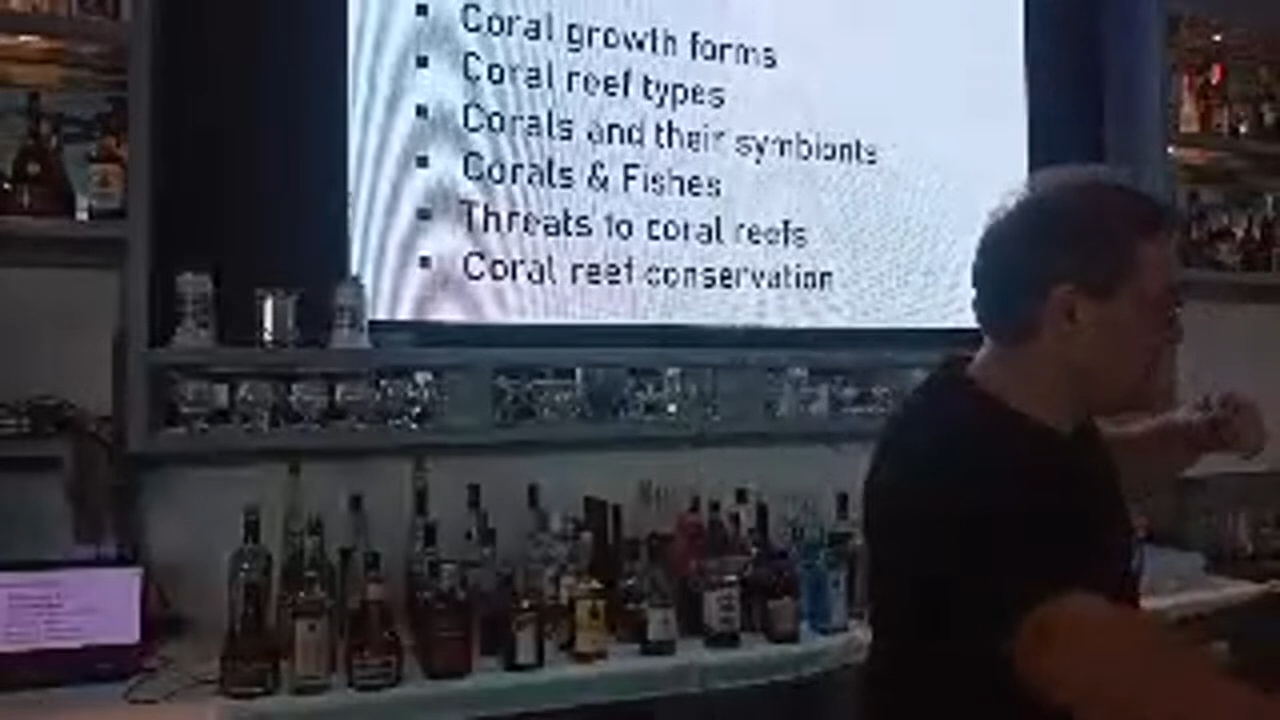 Coral growth forms
Coral reef types
Corals and their symbionts
Corals & Fishes
Threats to coral reefs
Coral reef conservation